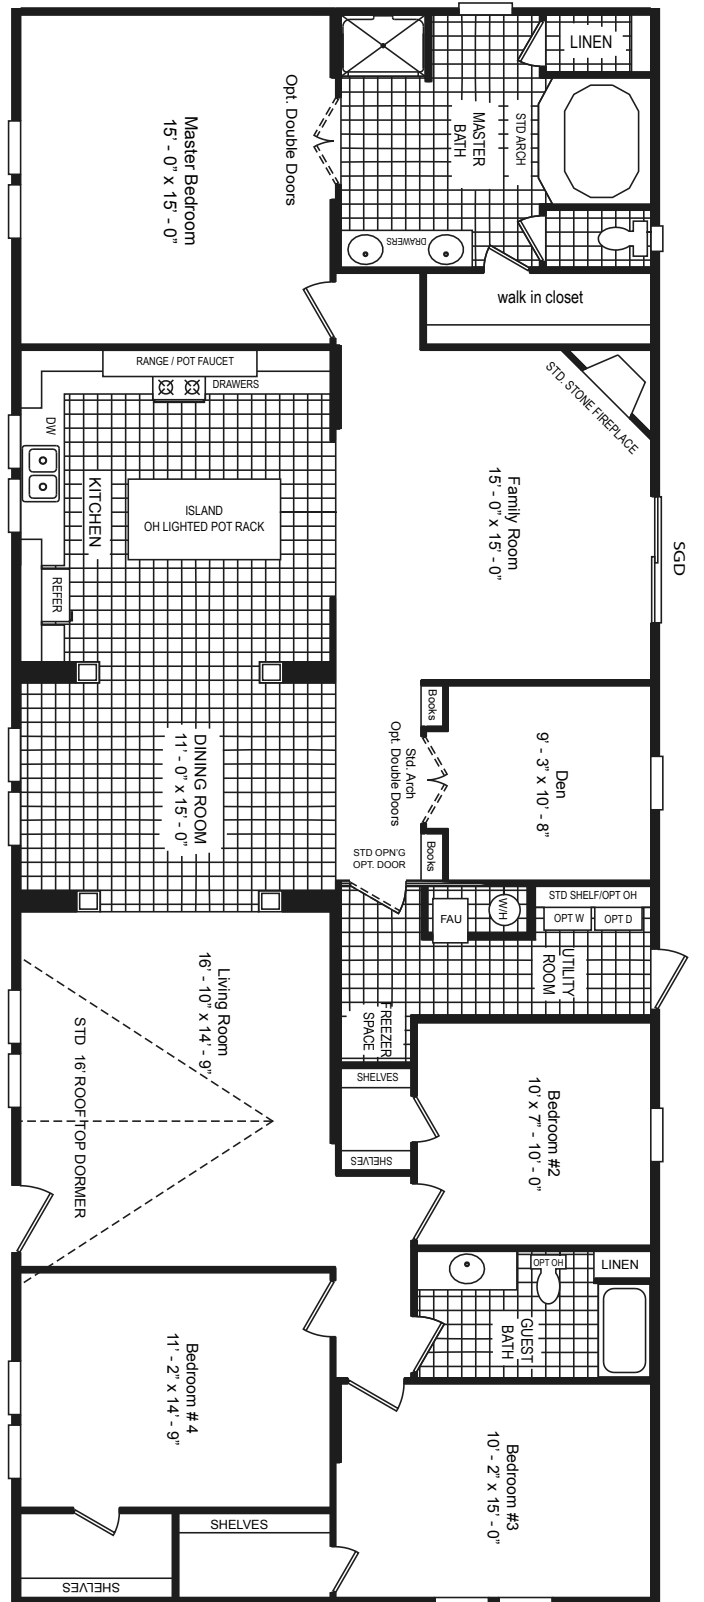 LINEN
Opt. Double Doors
Master Bedroom
15' - 0" x 15' - 0"
MASTER
BATH
STD ARCH
DRAWERS
walk in closet
RANGE / POT FAUCET
DRAWERS
STD. STONE FIREPLACE
DW
KITCHEN
ISLAND
OH LIGHTED POT RACK
Family Room
15' - 0" x 15' - 0"
SGD
REFER
Books
Std. Arch
Opt. Double Doors
Den
9' - 3" x 10' - 8"
DINING ROOM
11' - 0" x 15' - 0"
Books
STD OPN'G
OPT. DOOR
FAU
W/H
STD SHELF/OPT OH
OPT W
OPT D
UTILITY
ROOM
Living Room
16' - 10" x 14' - 9"
STD 16' ROOF TOP DORMER
FREEZER
SPACE
SHELVES
SHELVES
Bedroom #2
10' x 7" - 10' - 0"
OPT OH
LINEN
GUEST
BATH
Bedroom # 4
11' - 2" x 14' - 9"
Bedroom #3
10' - 2" x 15' - 0"
SHELVES
SHELVES